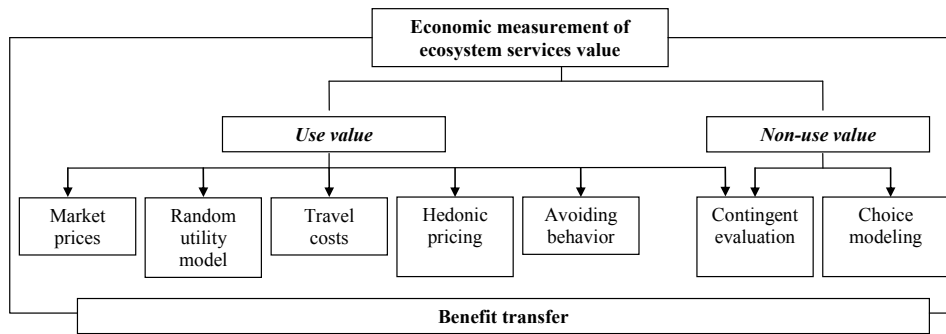 Economic measurement of
ecosystem services value
Use value
Non-use value
Market
prices
Random
utility
model
Travel
costs
Hedonic
pricing
Avoiding
behavior
Contingent
evaluation
Choice
modeling
Benefit transfer